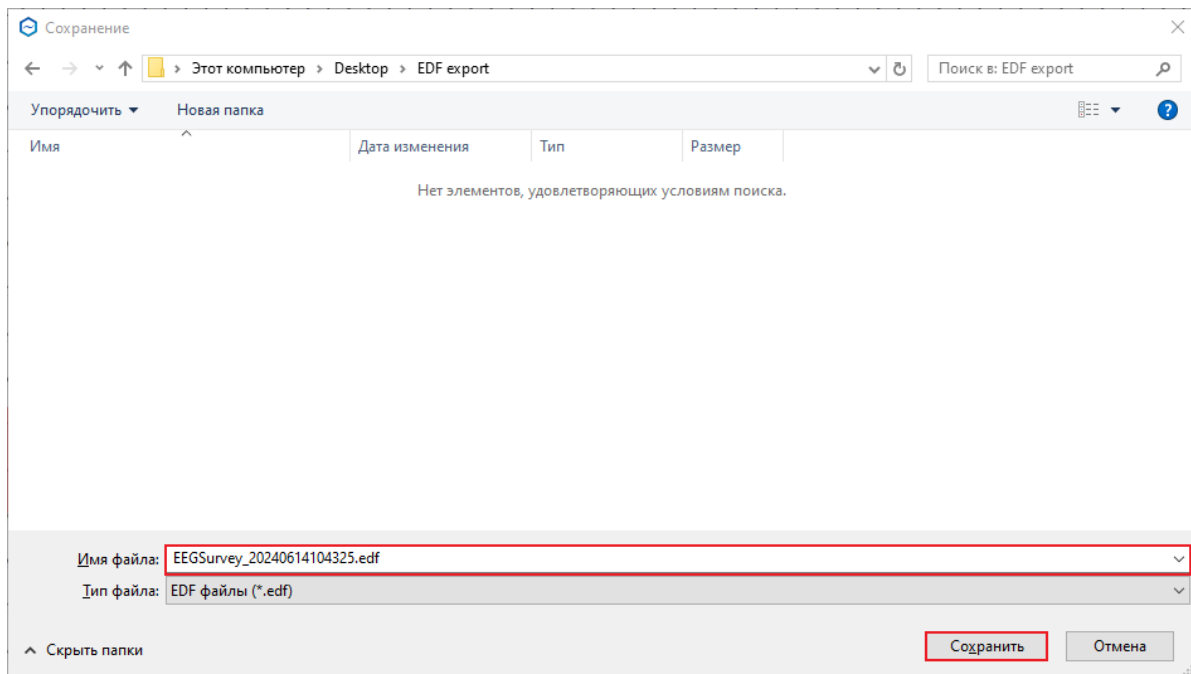 Сохранение
Этот компьютер > Desktop > EDF export
Поиск в: EDF export
Упорядочить
Новая папка
?
Имя
Дата изменения
Тип
Размер
Нет элементов, удовлетворяющих условиям поиска.
Имя файла: EEGSurvey_20240614104325.edf
Тип файла: EDF файлы (*.edf)
Скрыть папки
Сохранить
Отмена